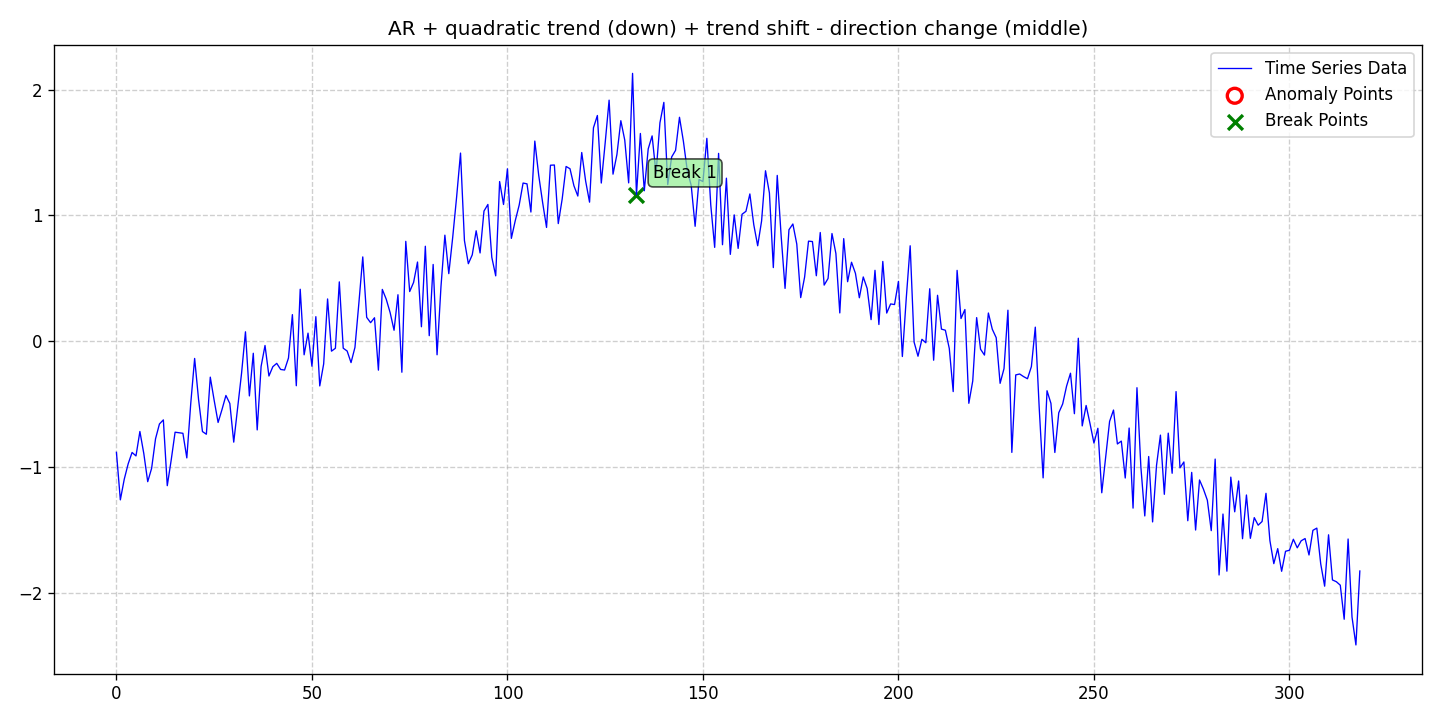 AR + quadratic trend (down) + trend shift - direction change (middle)
Time Series Data
Anomaly Points
Break Points
Break 1
2
1
0
−1
−2
0 50 100 150 200 250 300